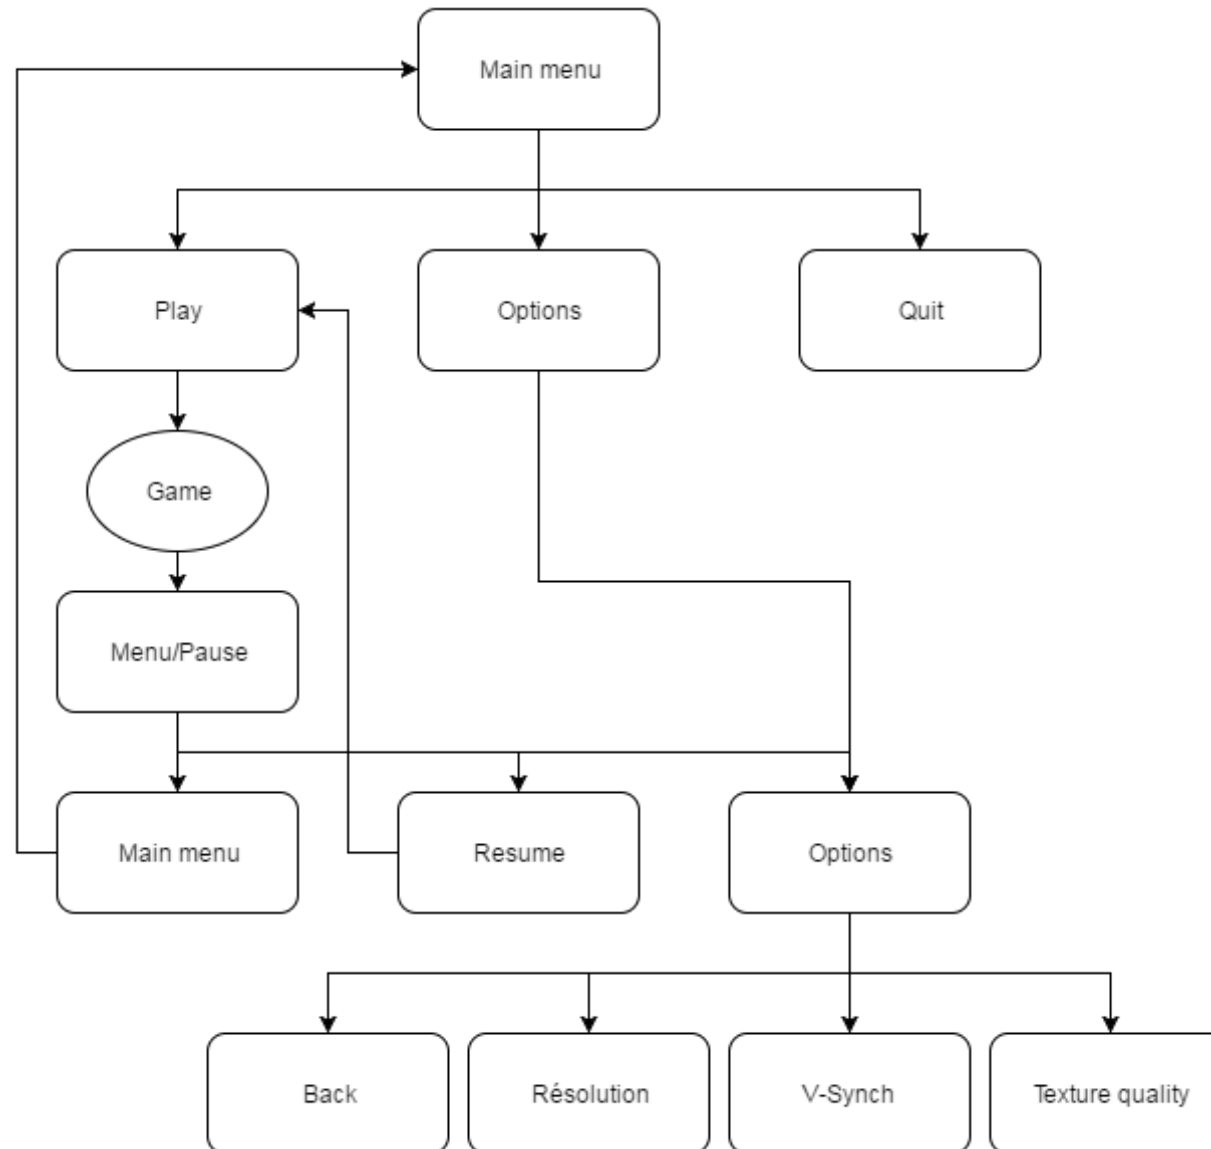 Main menu
Play
Options
Quit
Game
Menu/Pause
Main menu
Resume
Options
Back
Résolution
V-Synch
Texture quality